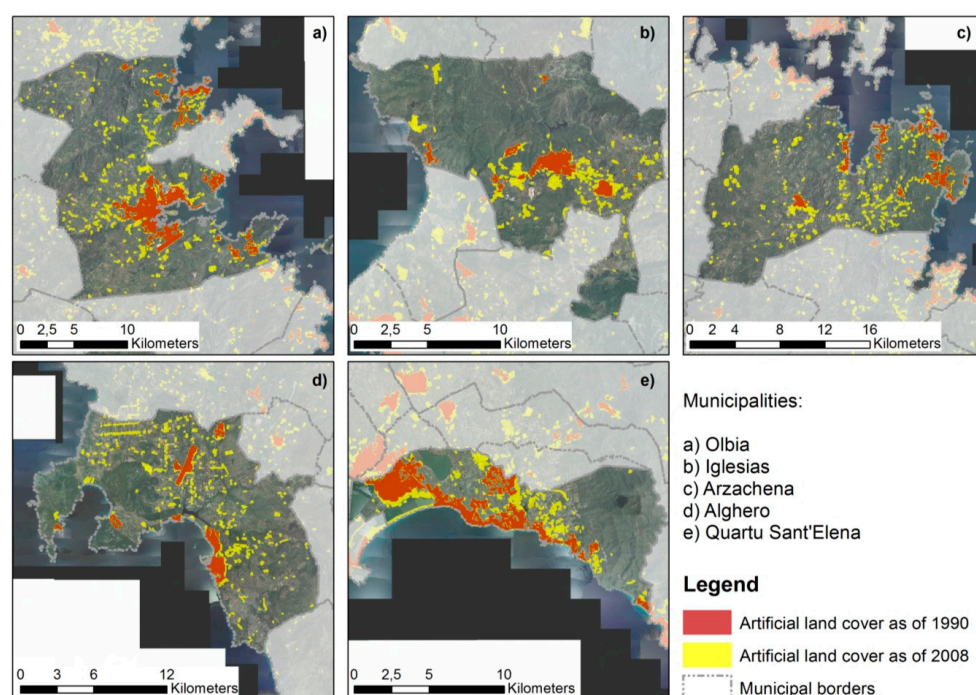 a)
0 2,5 5 10
Kilometers
b)
0 2,5 5 10
Kilometers
c)
0 2 4 8 12 16
Kilometers
d)
0 3 6 12
Kilometers
e)
0 2,5 5 10
Kilometers
Municipalities:
a) Olbia
b) Iglesias
c) Arzachena
d) Alghero
e) Quartu Sant'Elena
Legend
Artificial land cover as of 1990
Artificial land cover as of 2008
Municipal borders